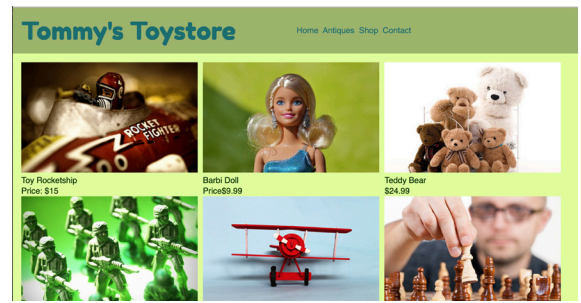 Tommy's Toystore
Home Antiques Shop Contact
ROCKET
FIGHTER
Toy Rocketship
Price: $15
Barbi Doll
Price$9.99
Teddy Bear
$24.99